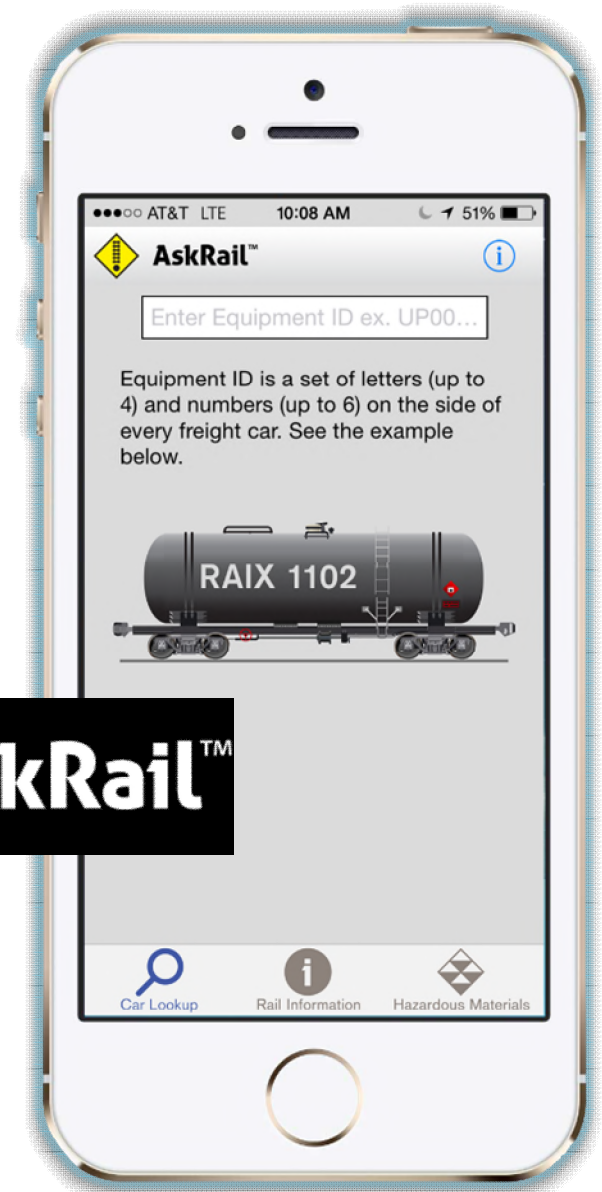 ●●●○○ AT&T LTE 10:08 AM 51%
AskRail™
Enter Equipment ID ex. UP00...
Equipment ID is a set of letters (up to
4) and numbers (up to 6) on the side of
every freight car. See the example
below.
RAIX 1102
kRail™
Car Lookup Rail Information Hazardous Materials